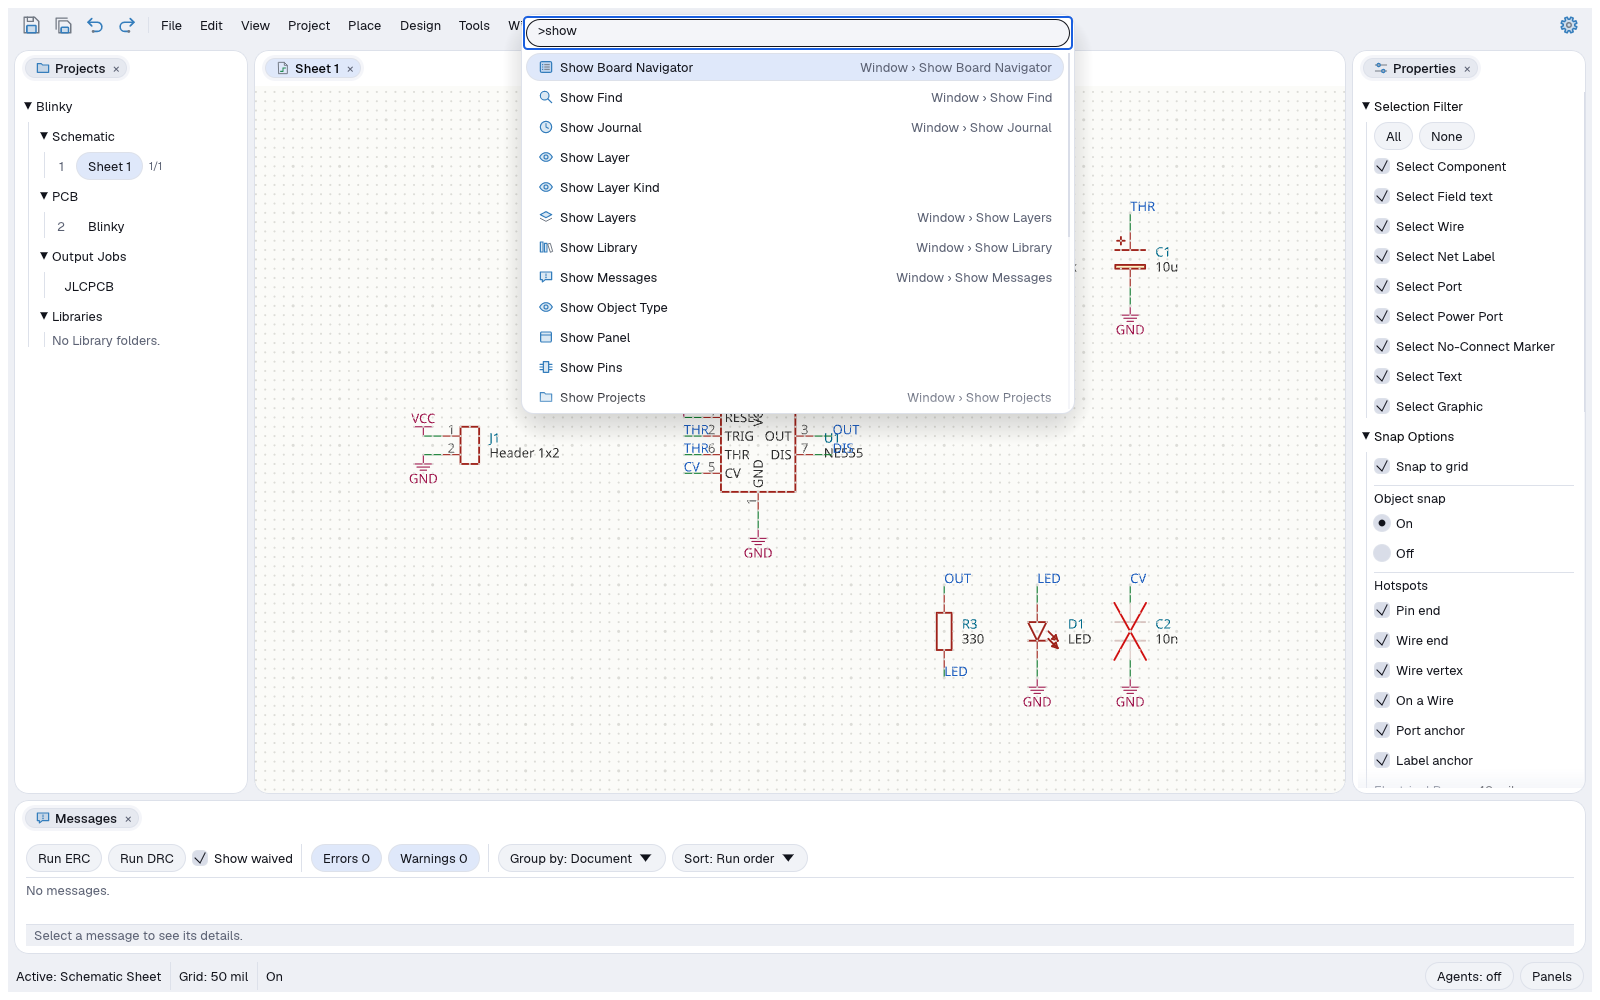 File Edit View Project Place Design Tools
>show
Projects ×
Sheet 1 ×
Properties ×
Show Board Navigator Window › Show Board Navigator
Show Find Window › Show Find
Show Journal Window › Show Journal
Show Layer
Show Layer Kind
Show Layers Window › Show Layers
Show Library Window › Show Library
Show Messages Window › Show Messages
Show Object Type
Show Panel
Show Pins
Show Projects Window › Show Projects
Blinky
Schematic
1 Sheet 1 1/1
PCB
2 Blinky
Output Jobs
JLCPCB
Libraries
No Library folders.
THR
C1
10u
GND
VCC
1
2
J1
Header 1x2
GND
THR 2 TRIG OUT 3 OUT
THR 6 THR DIS 7 DIS
CV 5 CV
U1
NE555
GND
1
GND
OUT
R3
330
LED
LED
D1
LED
GND
CV
C2
10n
GND
Selection Filter
All None
Select Component
Select Field text
Select Wire
Select Net Label
Select Port
Select Power Port
Select No-Connect Marker
Select Text
Select Graphic
Snap Options
Snap to grid
Object snap
On
Off
Hotspots
Pin end
Wire end
Wire vertex
On a Wire
Port anchor
Label anchor
Messages ×
Run ERC Run DRC Show waived Errors 0 Warnings 0 Group by: Document Sort: Run order
No messages.
Select a message to see its details.
Active: Schematic Sheet Grid: 50 mil On Agents: off Panels